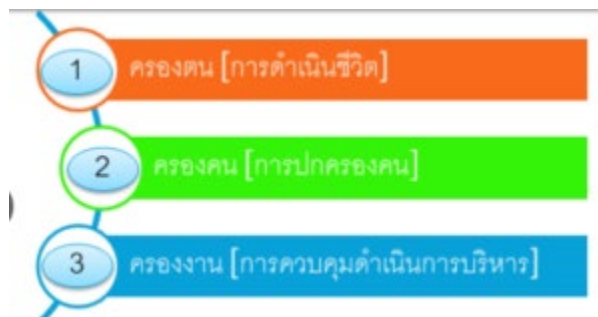 1 ครองตน [การดำเนินชีวิต]
2 ครองคน [การปกครองคน]
3 ครองงาน [การควบคุมดำเนินการบริหาร]